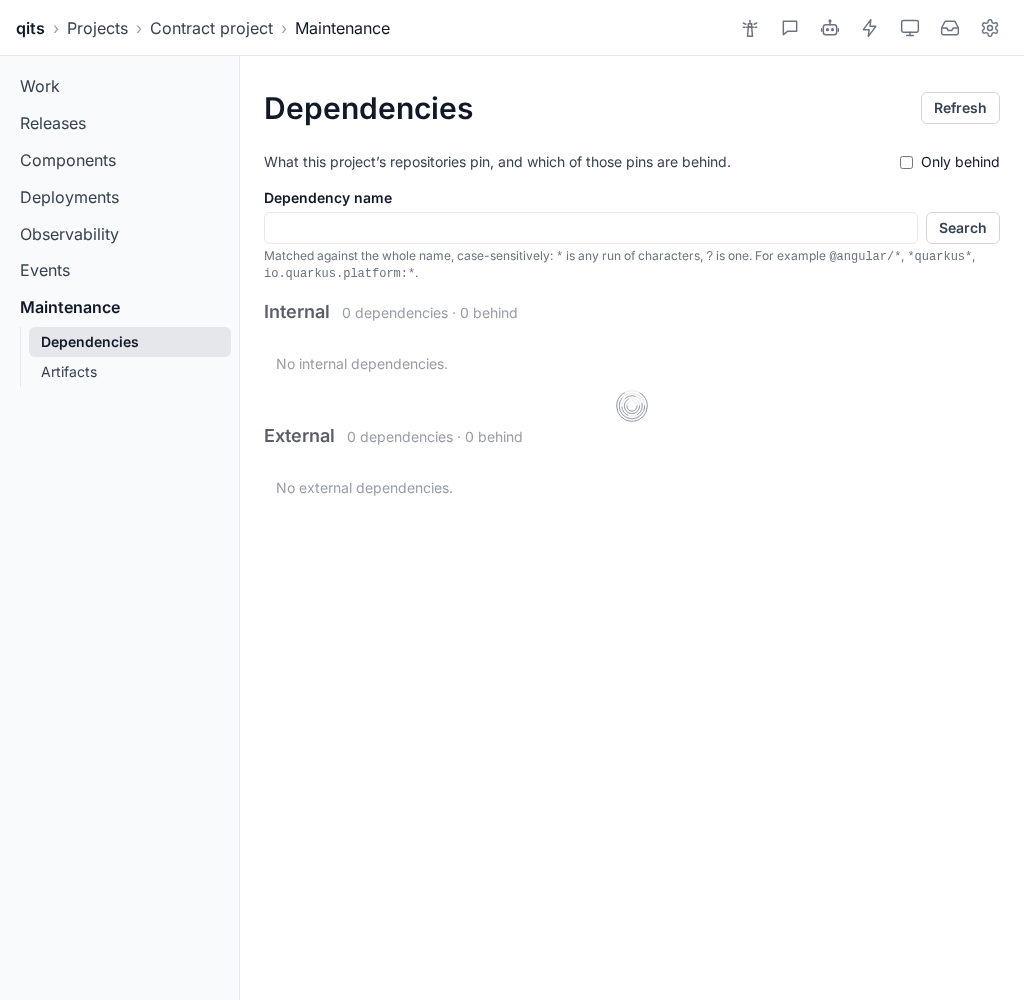 qits › Projects › Contract project › Maintenance
Work
Releases
Components
Deployments
Observability
Events
Maintenance
Dependencies
Artifacts
Dependencies
Refresh
What this project’s repositories pin, and which of those pins are behind.
Only behind
Dependency name
Search
Matched against the whole name, case-sensitively: * is any run of characters, ? is one. For example @angular/*, *quarkus*,
io.quarkus.platform:*.
Internal 0 dependencies · 0 behind
No internal dependencies.
External 0 dependencies · 0 behind
No external dependencies.